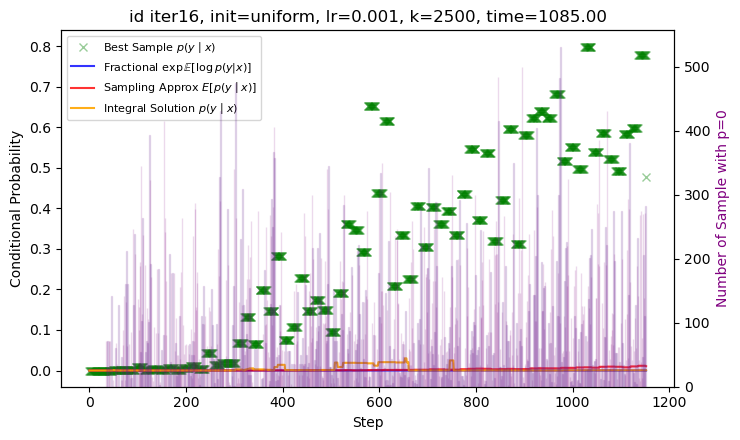 id iter16, init=uniform, lr=0.001, k=2500, time=1085.00
Best Sample p(y | x)
Fractional exp𝔼[log p(y|x)]
Sampling Approx E[p(y | x)]
Integral Solution p(y | x)
Conditional Probability
0.8
0.7
0.6
0.5
0.4
0.3
0.2
0.1
0.0
500
400
300
200
100
0
Number of Sample with p=0
0 200 400 600 800 1000 1200
Step